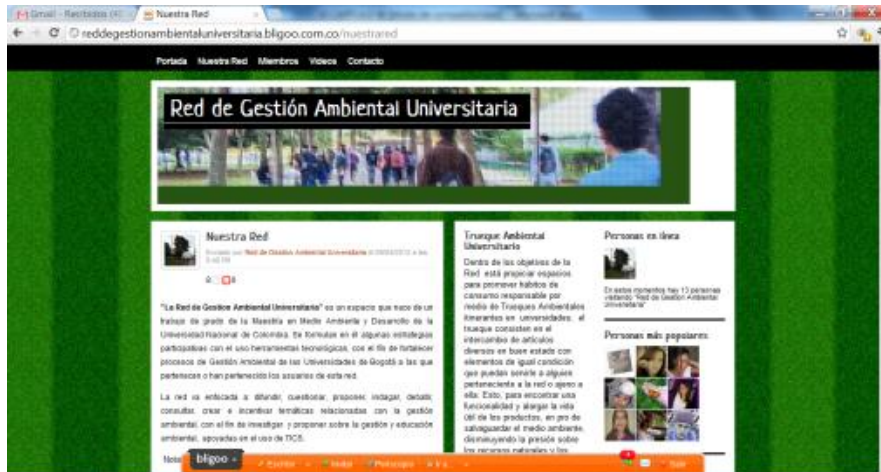 Gmail - Recibidos
Nuestra Red
reddegestionambientaluniversitaria.bligoo.com.co/nuestrared
Portada Nuestra Red Miembros Videos Contacto
Red de Gestión Ambiental Universitaria
Nuestra Red
Enviado por Red de Gestión Ambiental Universitaria
"La Red de Gestion Ambiental Universitaria" es un espacio que nace de un
trabajo de grado de la Maestría en Medio Ambiente y Desarrollo de la
Universidad Nacional de Colombia. Se formulan en él algunas estrategias
participativas con el uso herramientas tecnológicas, con el fin de fortalecer
procesos de Gestión Ambiental de las Universidades de Bogotá a las que
pertenecen o han pertenecido los usuarios de esta red.
La red va enfocada a difundir, cuestionar, proponer, indagar, debatir,
consultar, crear e incentivar temáticas relacionadas con la gestión
ambiental, con el fin de investigar y proponer sobre la gestión y educación
ambiental, apoyadas en el uso de TICS.
Nota
Trueque Ambiental
Universitario
Dentro de los objetivos de la
Red está propiciar espacios
para promover hábitos de
consumo responsable por
medio de Trueques Ambientales
itinerantes en universidades; el
trueque consisten en el
intercambio de artículos
diversos en buen estado con
elementos de igual condición
que puedan servirle a alguien
perteneciente a la red o ajeno a
ella. Esto, para encontrar una
funcionalidad y alargar la vida
útil de los productos, en pro de
salvaguardar el medio ambiente,
disminuyendo la presión sobre
los recursos naturales y los
Personas en línea
En estos momentos hay 13 personas
visitando "Red de Gestión Ambiental
Universitaria"
Personas más populares
bligoo
Escribir Invitar Periscopio Ir a...
Salir